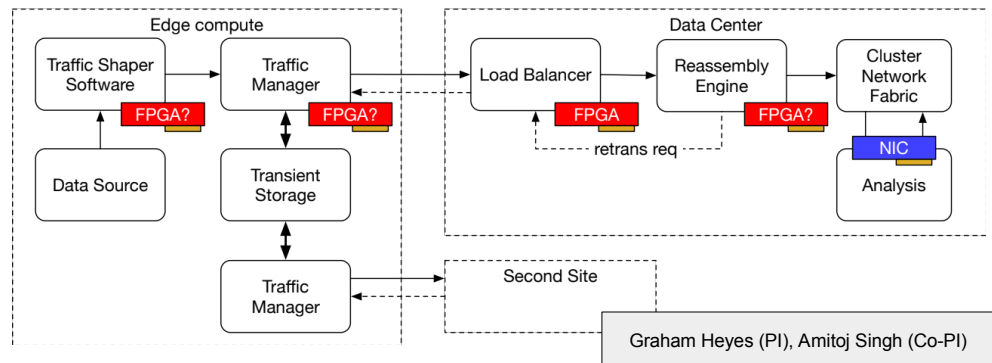 Edge compute
Data Center
Traffic Shaper
Software
FPGA?
Traffic
Manager
FPGA?
Load Balancer
FPGA
Reassembly
Engine
FPGA?
Cluster
Network
Fabric
retrans req
NIC
Analysis
Data Source
Transient
Storage
Traffic
Manager
Second Site
Graham Heyes (PI), Amitoj Singh (Co-PI)